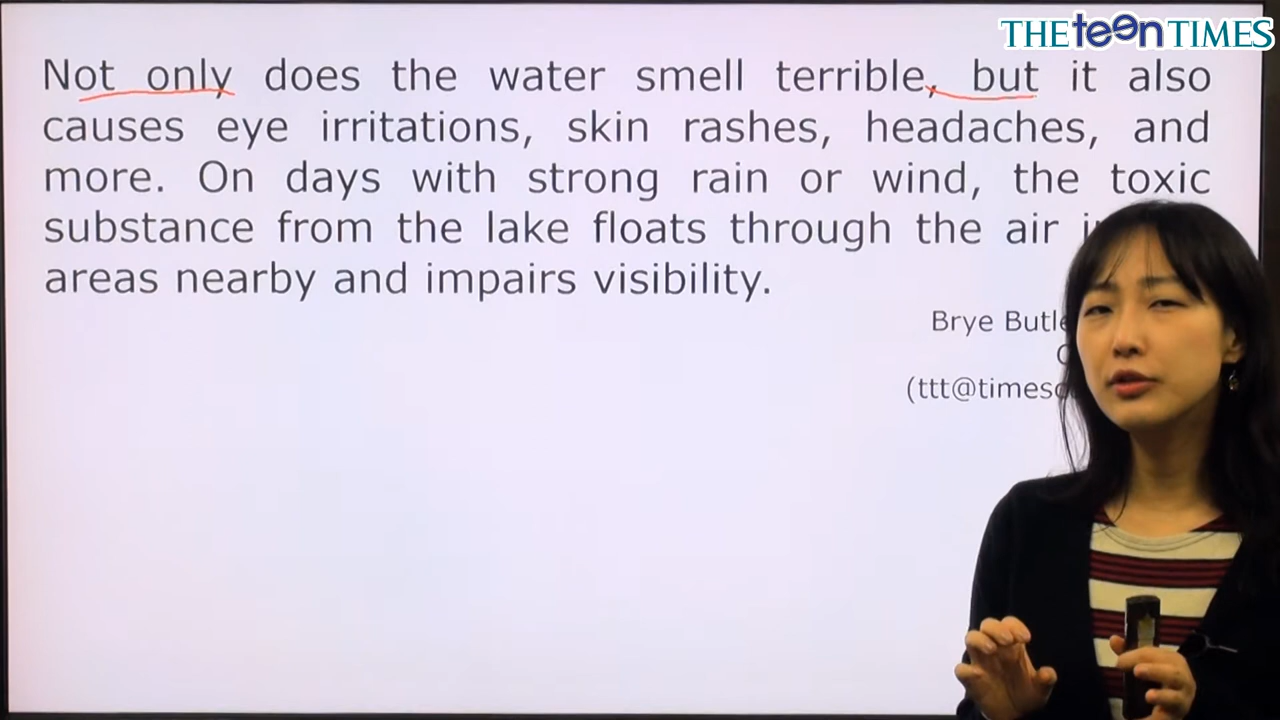 THE teen TIMES
Not only does the water smell terrible, but it also
causes eye irritations, skin rashes, headaches, and
more. On days with strong rain or wind, the toxic
substance from the lake floats through the air
areas nearby and impairs visibility.
Brye